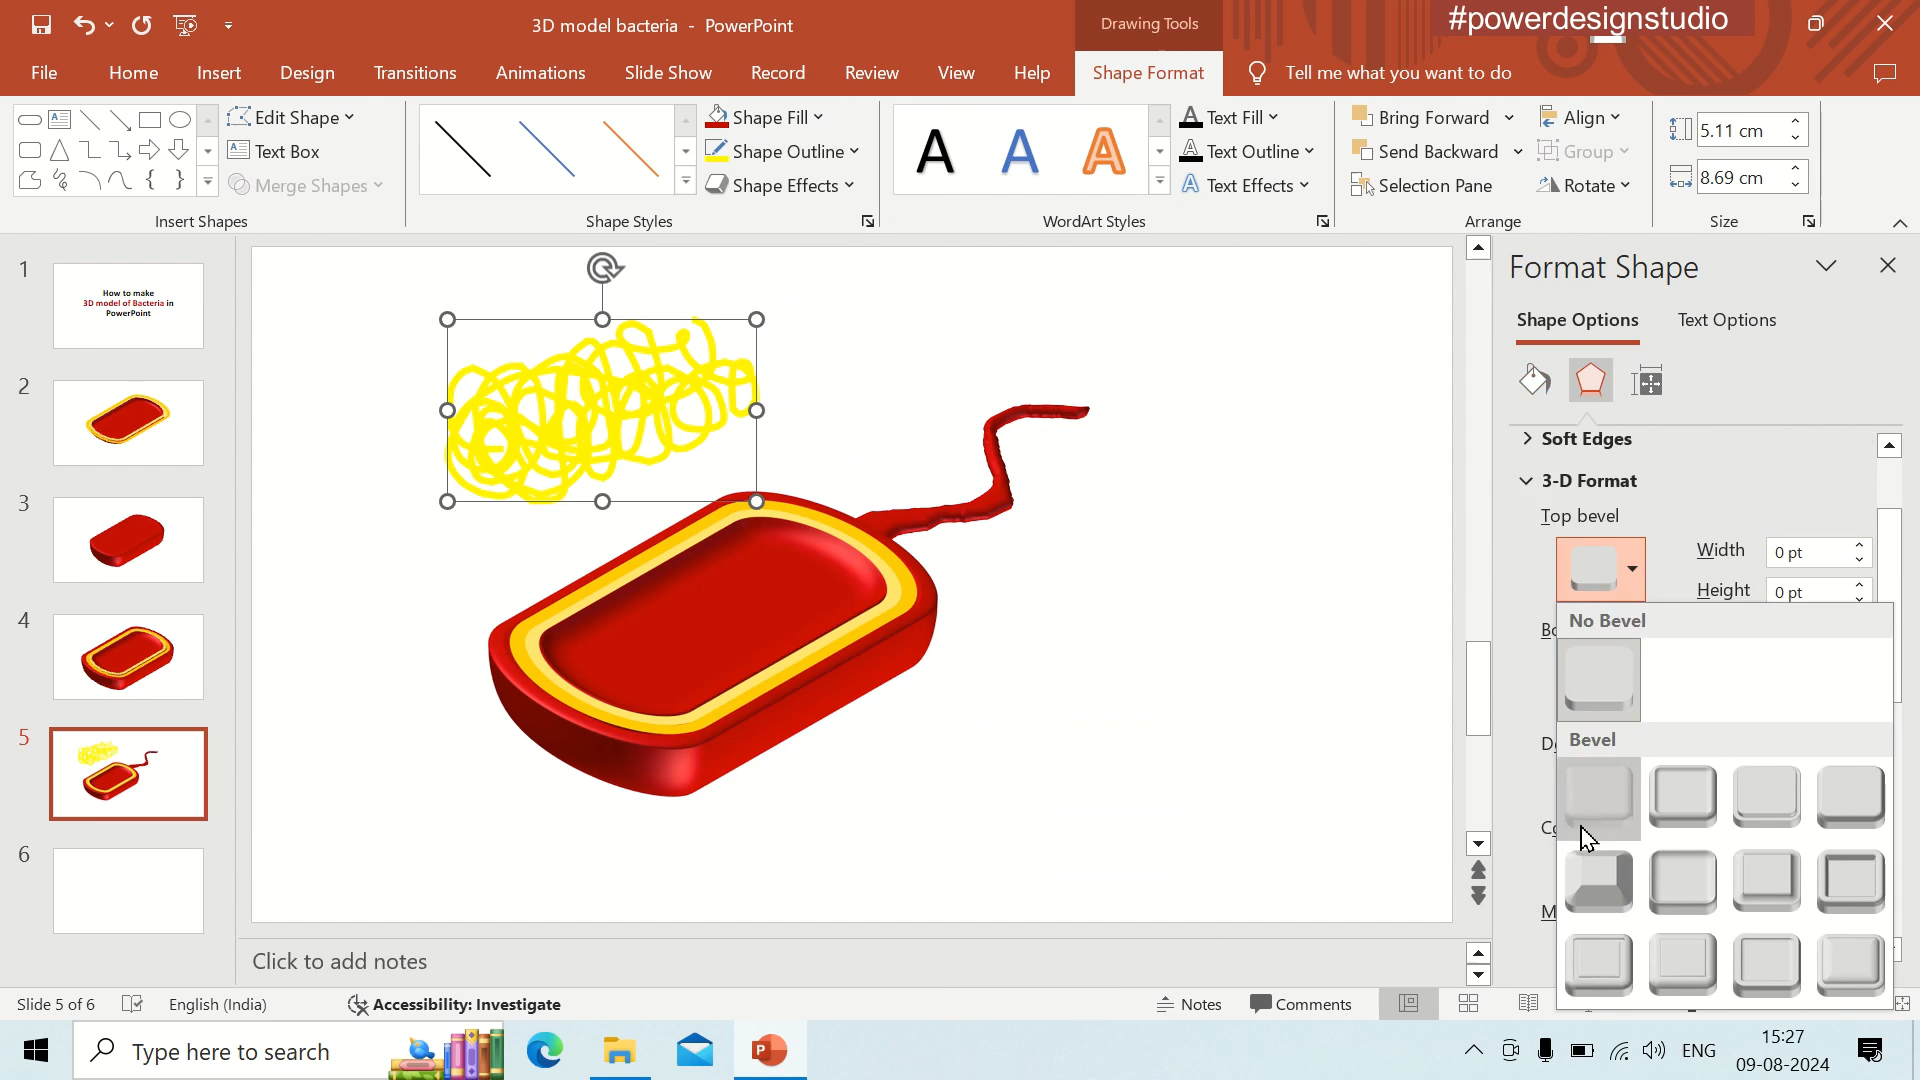 3D model bacteria - PowerPoint
Drawing Tools
#powerdesignstudio
File Home Insert Design Transitions Animations Slide Show Record Review View Help Shape Format Tell me what you want to do
Edit Shape
Text Box
Merge Shapes
Insert Shapes
Shape Fill
Shape Outline
Shape Effects
Shape Styles
A A A
Text Fill
Text Outline
Text Effects
WordArt Styles
Bring Forward
Send Backward
Selection Pane
Align
Group
Rotate
Arrange
5.11 cm
8.69 cm
Size
1
How to make
3D model of Bacteria in
PowerPoint
2
3
4
5
6
Format Shape
Shape Options Text Options
Soft Edges
3-D Format
Top bevel
Width 0 pt
Height 0 pt
No Bevel
Bevel
Click to add notes
Slide 5 of 6 English (India) Accessibility: Investigate Notes Comments
Type here to search
ENG
15:27
09-08-2024